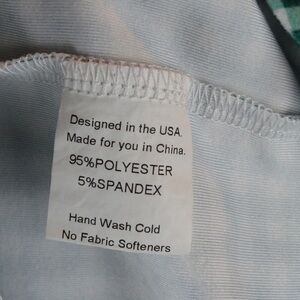 Designed in the USA.
Made for you in China.
95%POLYESTER
5%SPANDEX
Hand Wash Cold
No Fabric Softeners